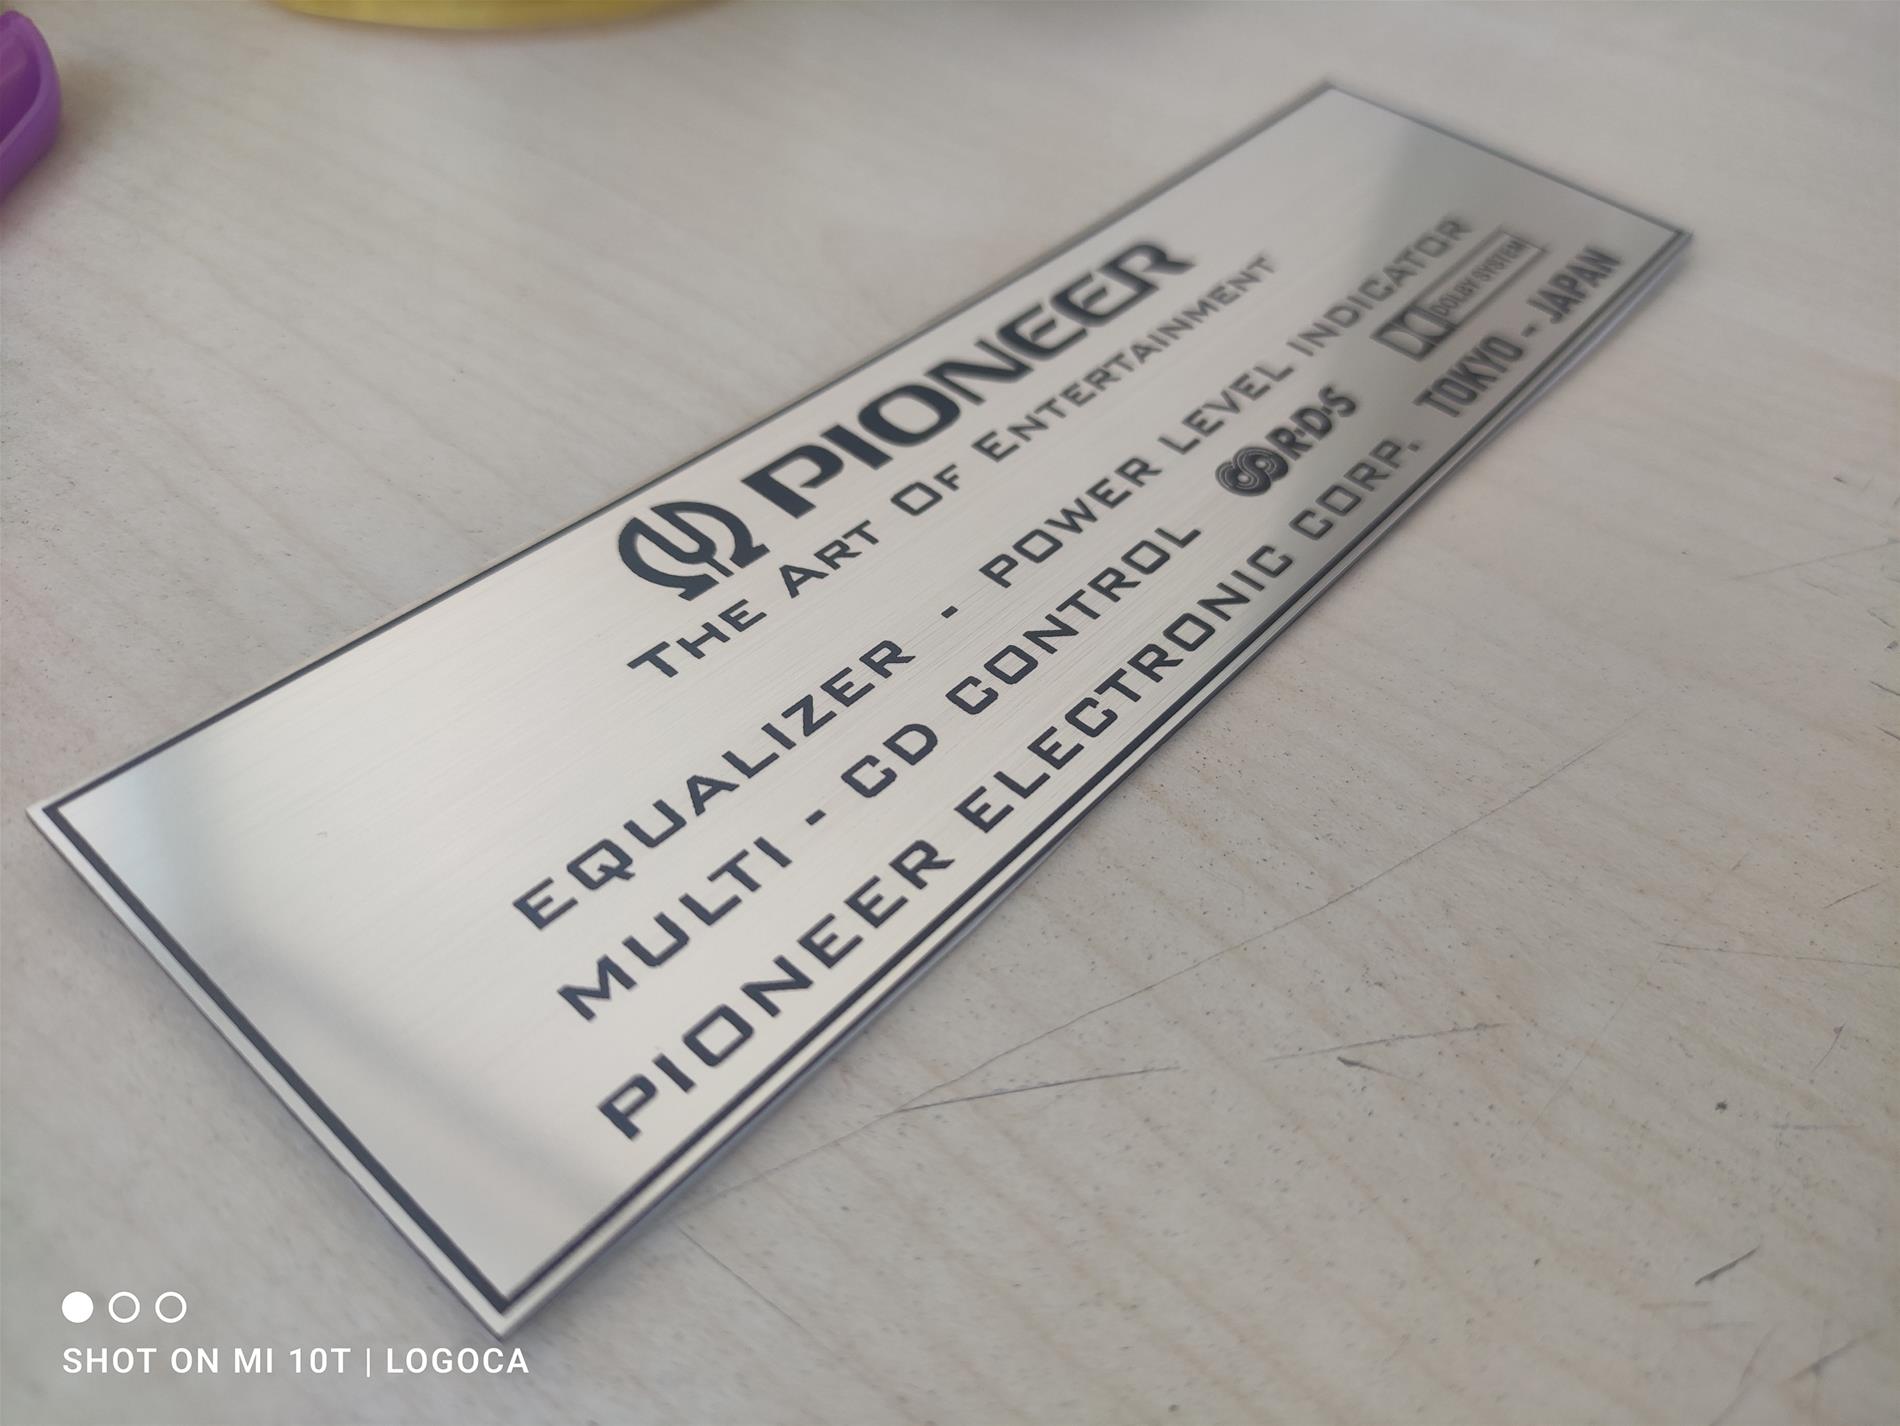 PIONEER
The Art Of Entertainment
EQUALIZER - POWER LEVEL INDICATOR
MULTI - CD CONTROL R·D·S DOLBY SYSTEM
PIONEER ELECTRONIC CORP. TOKYO - JAPAN
SHOT ON MI 10T | LOGOCA